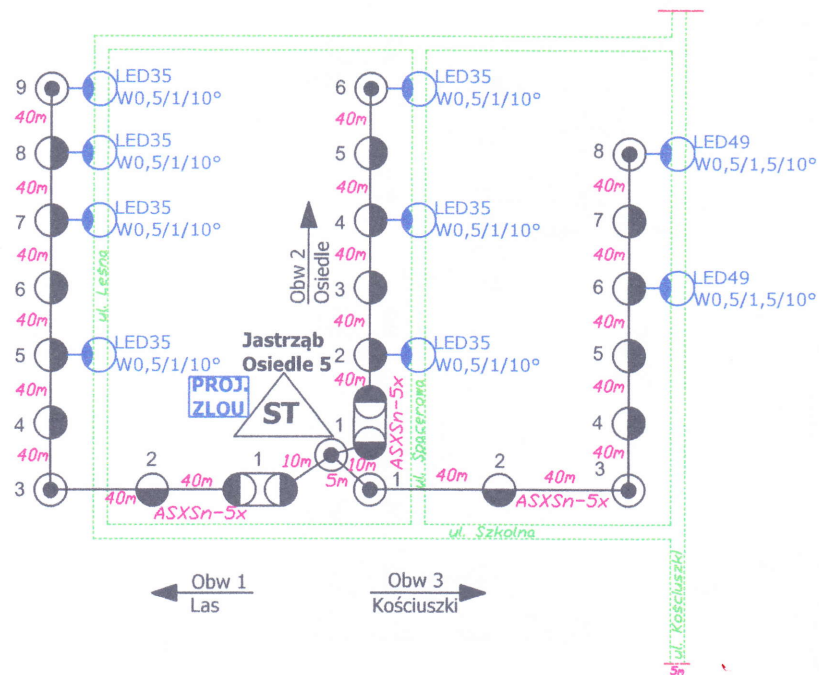 9
LED35
W0,5/1/10°
40m
8
LED35
W0,5/1/10°
40m
7
LED35
W0,5/1/10°
40m
6
40m
5
LED35
W0,5/1/10°
40m
4
40m
3
40m
2
40m
1
10m
ASXSn-5x
ul. Leśna
6
LED35
W0,5/1/10°
40m
5
40m
4
LED35
W0,5/1/10°
40m
3
40m
2
LED35
W0,5/1/10°
40m
1
10m
ASXSn-5x
ul. Spacerowa
Obw 2
Osiedle
Jastrząb
Osiedle 5
PROJ.
ZLOU
ST
5m
8
LED49
W0,5/1,5/10°
40m
7
40m
6
LED49
W0,5/1,5/10°
40m
5
40m
4
40m
3
1
40m
2
40m
ASXSn-5x
ul. Szkolna
ul. Kościuszki
5m
Obw 1
Las
Obw 3
Kościuszki